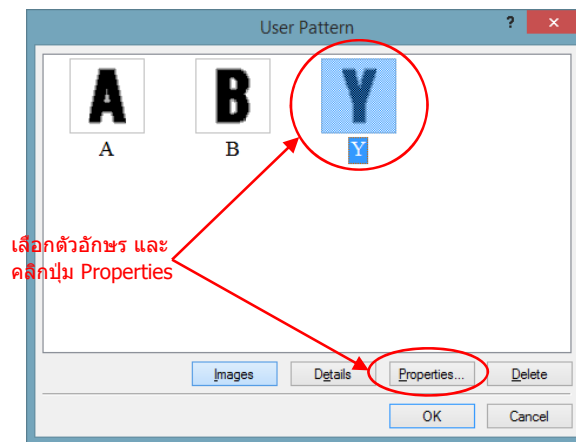 User Pattern
?
×
A B Y
A B Y
เลือกตัวอักษร และ
คลิกปุ่ม Properties
Images Details Properties... Delete
OK Cancel